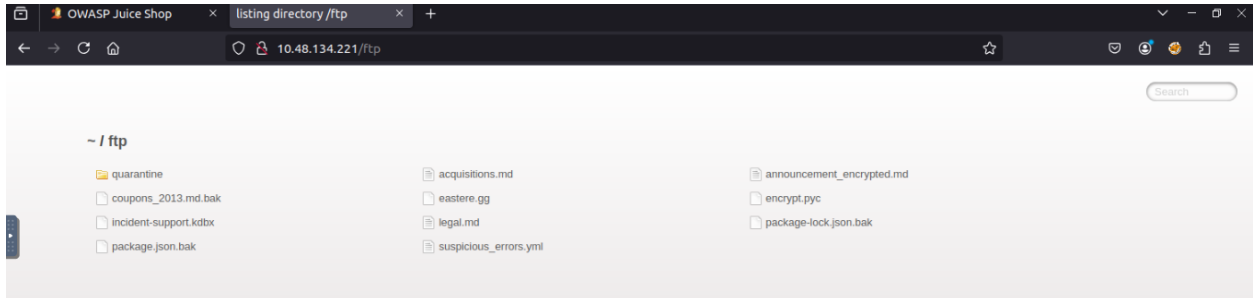 OWASP Juice Shop
listing directory /ftp
10.48.134.221/ftp
Search
~ / ftp
quarantine acquisitions.md announcement_encrypted.md
coupons_2013.md.bak eastere.gg encrypt.pyc
incident-support.kdbx legal.md package-lock.json.bak
package.json.bak suspicious_errors.yml